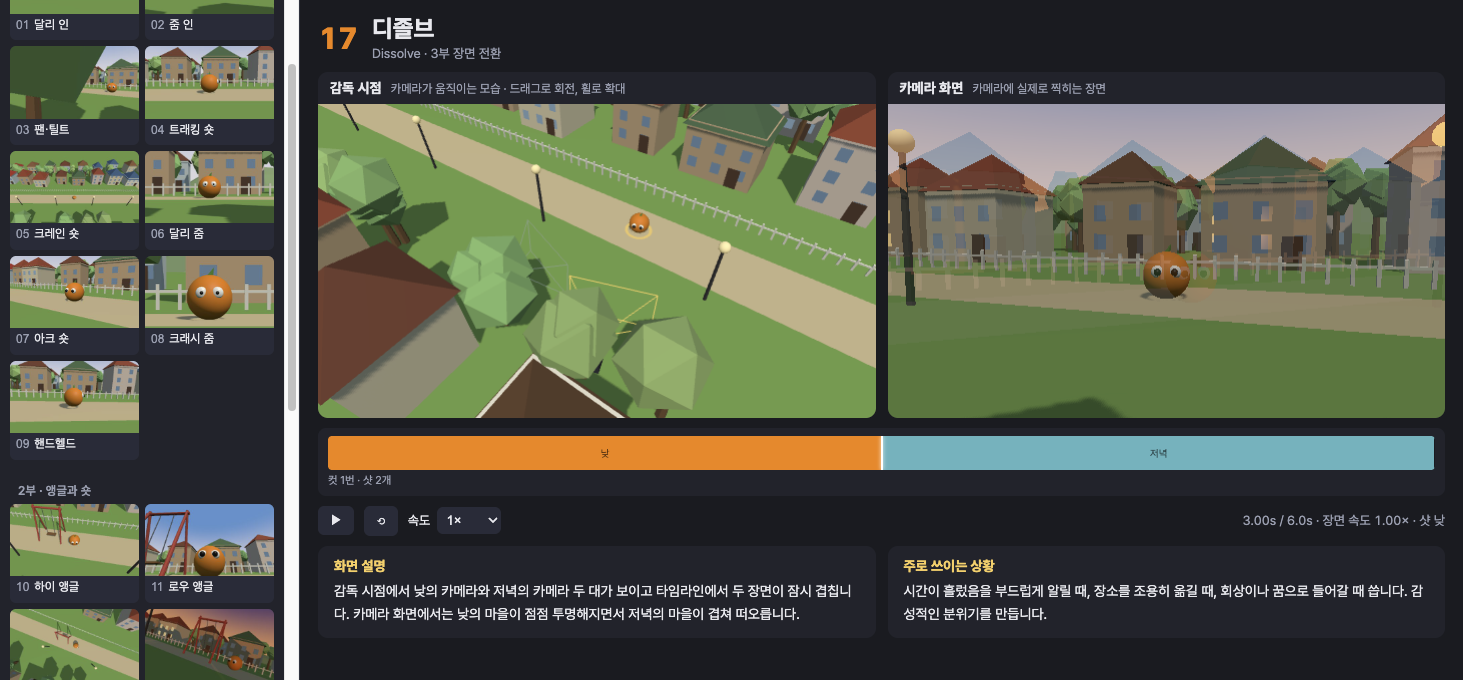 01 달리 인
02 줌 인
03 팬·틸트
04 트래킹 숏
05 크레인 숏
06 달리 줌
07 아크 숏
08 크래시 줌
09 핸드헬드
2부 · 앵글과 숏
10 하이 앵글
11 로우 앵글
17 디졸브
Dissolve · 3부 장면 전환
감독 시점 카메라가 움직이는 모습 · 드래그로 회전, 휠로 확대
카메라 화면 카메라에 실제로 찍히는 장면
낮
저녁
컷 1번 · 샷 2개
속도 1×
3.00s / 6.0s · 장면 속도 1.00× · 샷 낮
화면 설명
감독 시점에서 낮의 카메라와 저녁의 카메라 두 대가 보이고 타임라인에서 두 장면이 잠시 겹칩니
다. 카메라 화면에서는 낮의 마을이 점점 투명해지면서 저녁의 마을이 겹쳐 떠오릅니다.
주로 쓰이는 상황
시간이 흘렀음을 부드럽게 알릴 때, 장소를 조용히 옮길 때, 회상이나 꿈으로 들어갈 때 씁니다. 감
성적인 분위기를 만듭니다.